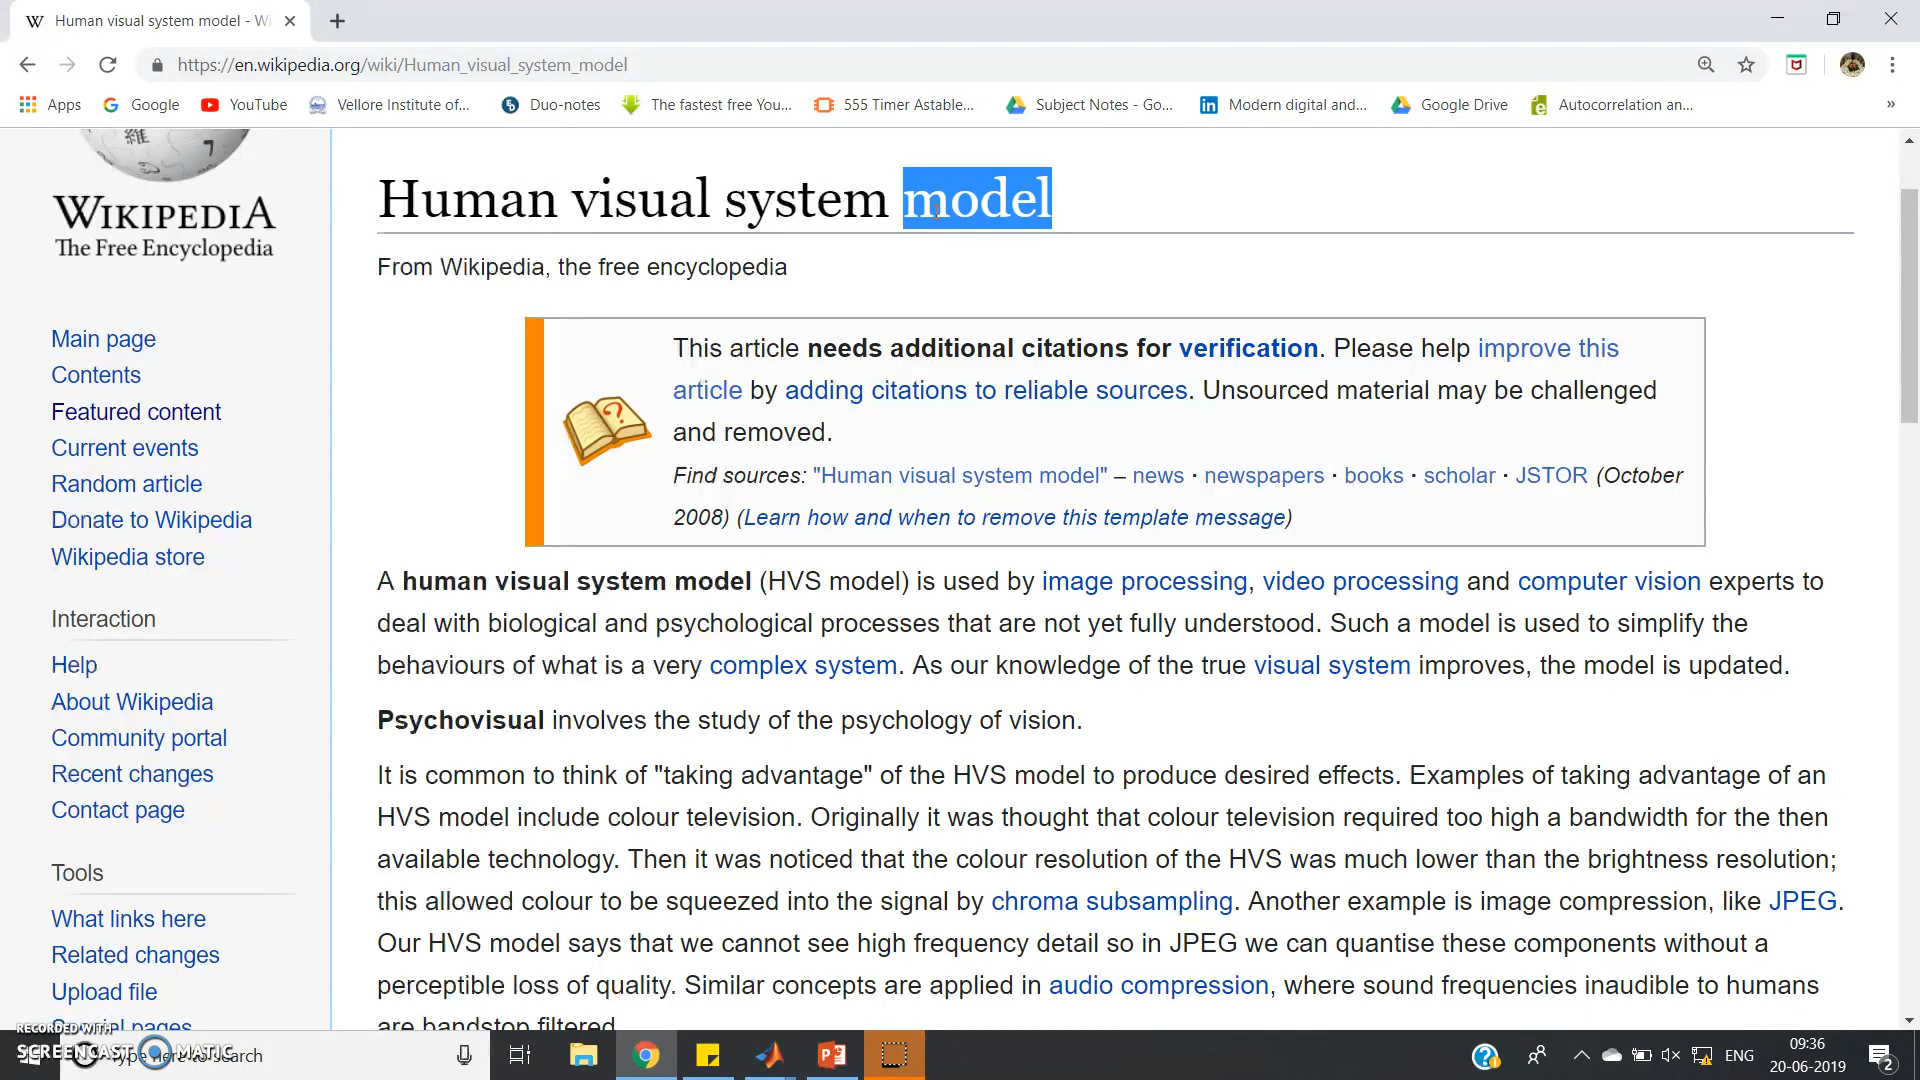 Human visual system model - Wi
https://en.wikipedia.org/wiki/Human_visual_system_model
Apps
Google
YouTube
Vellore Institute of...
Duo-notes
The fastest free You...
555 Timer Astable...
Subject Notes - Go...
Modern digital and...
Google Drive
Autocorrelation an...
»
WIKIPEDIA
The Free Encyclopedia
Main page
Contents
Featured content
Current events
Random article
Donate to Wikipedia
Wikipedia store
Interaction
Help
About Wikipedia
Community portal
Recent changes
Contact page
Tools
What links here
Related changes
Upload file
Special pages
Human visual system model
From Wikipedia, the free encyclopedia
This article needs additional citations for verification. Please help improve this
article by adding citations to reliable sources. Unsourced material may be challenged
and removed.
Find sources: "Human visual system model" – news · newspapers · books · scholar · JSTOR (October
2008) (Learn how and when to remove this template message)
A human visual system model (HVS model) is used by image processing, video processing and computer vision experts to
deal with biological and psychological processes that are not yet fully understood. Such a model is used to simplify the
behaviours of what is a very complex system. As our knowledge of the true visual system improves, the model is updated.
Psychovisual involves the study of the psychology of vision.
It is common to think of "taking advantage" of the HVS model to produce desired effects. Examples of taking advantage of an
HVS model include colour television. Originally it was thought that colour television required too high a bandwidth for the then
available technology. Then it was noticed that the colour resolution of the HVS was much lower than the brightness resolution;
this allowed colour to be squeezed into the signal by chroma subsampling. Another example is image compression, like JPEG.
Our HVS model says that we cannot see high frequency detail so in JPEG we can quantise these components without a
perceptible loss of quality. Similar concepts are applied in audio compression, where sound frequencies inaudible to humans
are bandstop filtered.
RECORDED WITH
SCREENCAST MATIC
Type here to search
ENG
09:36
20-06-2019
2